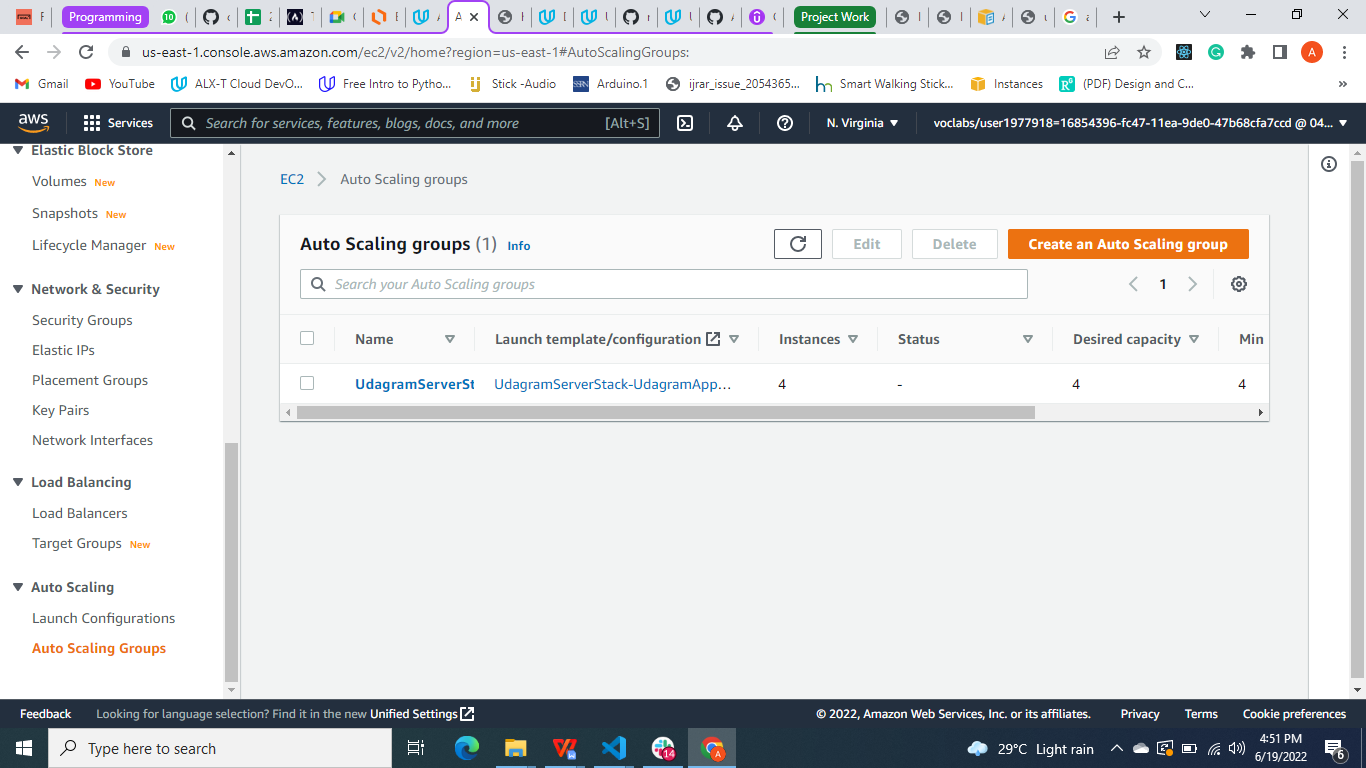 Programming
Project Work
us-east-1.console.aws.amazon.com/ec2/v2/home?region=us-east-1#AutoScalingGroups:
A
Gmail
YouTube
ALX-T Cloud DevO...
Free Intro to Pytho...
Stick -Audio
Arduino.1
ijrar_issue_2054365...
Smart Walking Stick...
Instances
(PDF) Design and C...
»
aws
Services
Search for services, features, blogs, docs, and more
[Alt+S]
N. Virginia
voclabs/user1977918=16854396-fc47-11ea-9de0-47b68cfa7ccd @ 04...
Elastic Block Store
Volumes New
Snapshots New
Lifecycle Manager New
Network & Security
Security Groups
Elastic IPs
Placement Groups
Key Pairs
Network Interfaces
Load Balancing
Load Balancers
Target Groups New
Auto Scaling
Launch Configurations
Auto Scaling Groups
EC2
Auto Scaling groups
Auto Scaling groups (1) Info
Edit
Delete
Create an Auto Scaling group
Search your Auto Scaling groups
1
Name
Launch template/configuration
Instances
Status
Desired capacity
Min
UdagramServerSt
UdagramServerStack-UdagramApp...
4
-
4
4
Feedback
Looking for language selection? Find it in the new Unified Settings
© 2022, Amazon Web Services, Inc. or its affiliates.
Privacy
Terms
Cookie preferences
Type here to search
14
A
29°C Light rain
4:51 PM
6/19/2022
6